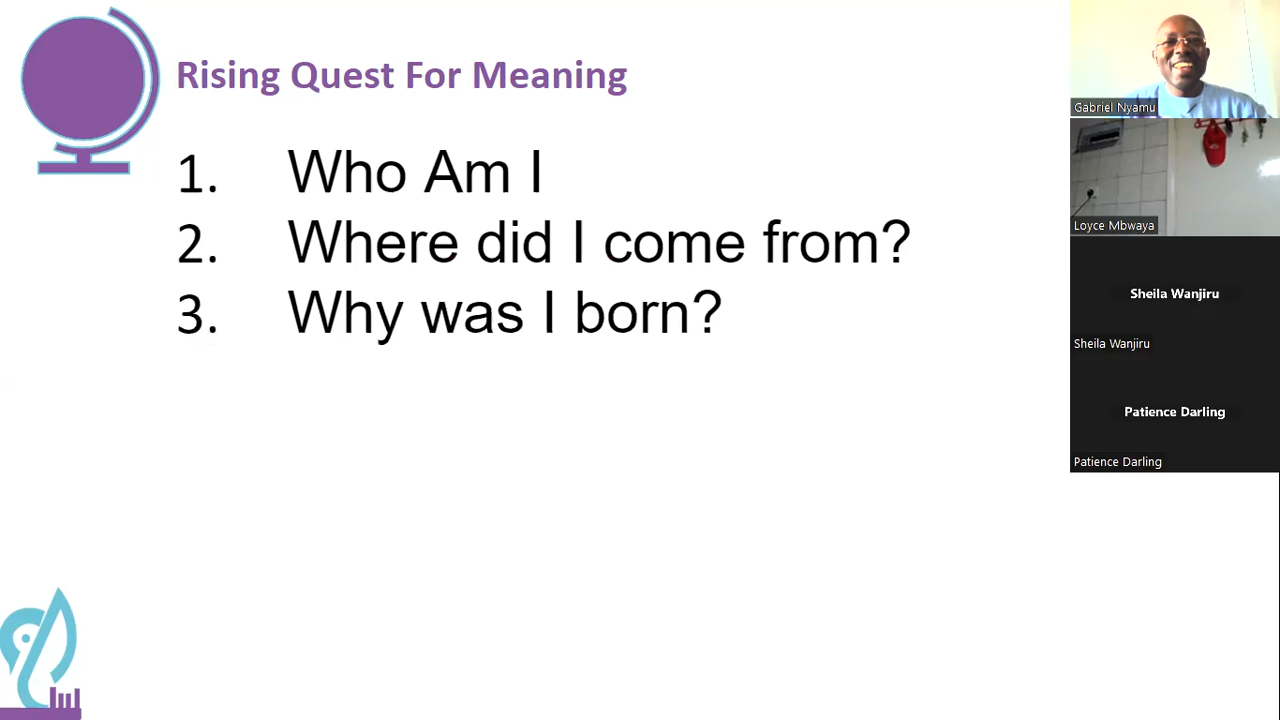 Rising Quest For Meaning
1. Who Am I
2. Where did I come from?
3. Why was I born?
Gabriel Nyamu
Loyce Mbwaya
Sheila Wanjiru
Sheila Wanjiru
Patience Darling
Patience Darling